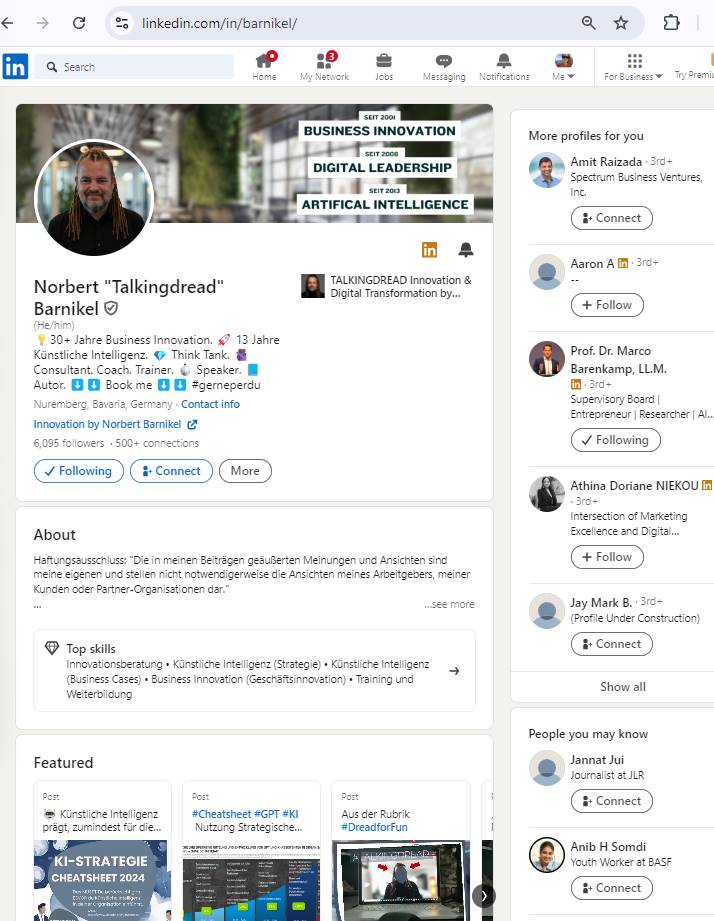 linkedin.com/in/barnikel/
in
Search
3
Home
My Network
Jobs
Messaging
Notifications
Me
For Business
Try Premiu
SEIT 2001
BUSINESS INNOVATION
SEIT 2008
DIGITAL LEADERSHIP
SEIT 2013
ARTIFICAL INTELLIGENCE
in
Norbert "Talkingdread"
Barnikel
(He/him)
TALKINGDREAD Innovation &
Digital Transformation by...
💡 30+ Jahre Business Innovation. 🚀 13 Jahre
Künstliche Intelligenz. 💎 Think Tank.
Consultant. Coach. Trainer. Speaker. 📘
Autor. ⬇️ ⬇️ Book me ⬇️ ⬇️ #gerneperdu
Nuremberg, Bavaria, Germany · Contact info
Innovation by Norbert Barnikel
6,095 followers · 500+ connections
Following
Connect
More
About
Haftungsausschluss: "Die in meinen Beiträgen geäußerten Meinungen und Ansichten sind
meine eigenen und stellen nicht notwendigerweise die Ansichten meines Arbeitgebers, meiner
Kunden oder Partner-Organisationen dar."
...
...see more
Top skills
Innovationsberatung • Künstliche Intelligenz (Strategie) • Künstliche Intelligenz
(Business Cases) • Business Innovation (Geschäftsinnovation) • Training und
Weiterbildung
Featured
Post
Künstliche Intelligenz
prägt, zumindest für die...
KI-STRATEGIE
CHEATSHEET 2024
Post
#Cheatsheet #GPT #KI
Nutzung Strategische...
Post
Aus der Rubrik
#DreadforFun
TALKINGDREAD
More profiles for you
Amit Raizada · 3rd+
Spectrum Business Ventures,
Inc.
Connect
Aaron A in · 3rd+
--
+ Follow
Prof. Dr. Marco
Barenkamp, LL.M.
in · 3rd+
Supervisory Board |
Entrepreneur | Researcher | AI...
Following
Athina Doriane NIEKOU in
· 3rd+
Intersection of Marketing
Excellence and Digital...
+ Follow
Jay Mark B. · 3rd+
(Profile Under Construction)
Connect
Show all
People you may know
Jannat Jui
Journalist at JLR
Connect
Anib H Somdi
Youth Worker at BASF
Connect